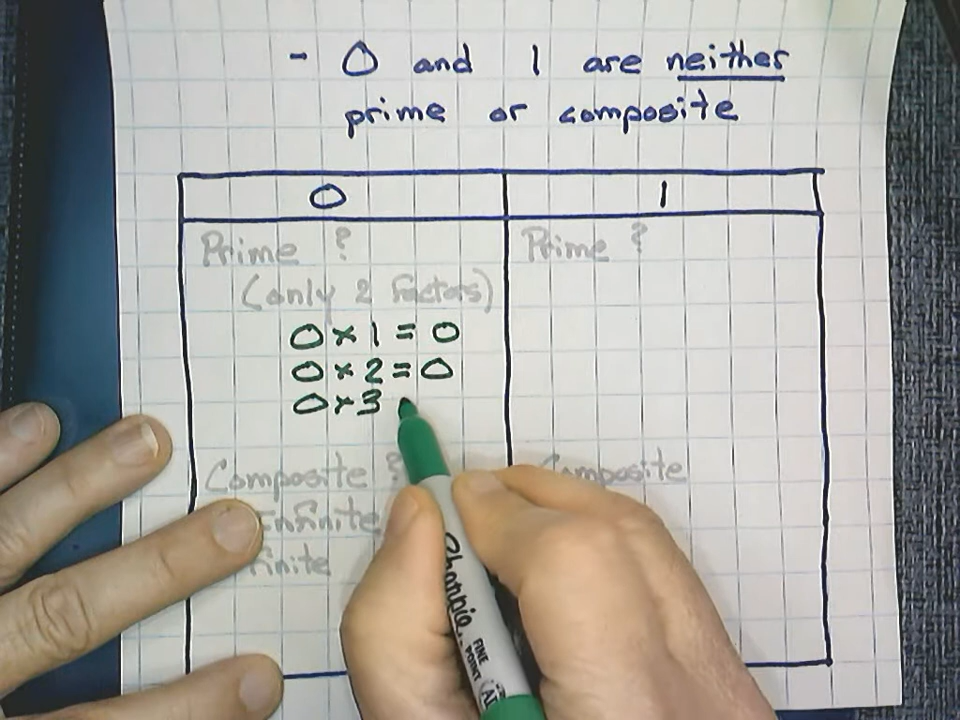 - 0 and 1 are neither
prime or composite
0
1
Prime ?
(only 2 factors)
0 × 1 = 0
0 × 2 = 0
0 × 3
Composite ?
Infinite
finite
Prime ?
Composite
Sharpie
FINE
POINT